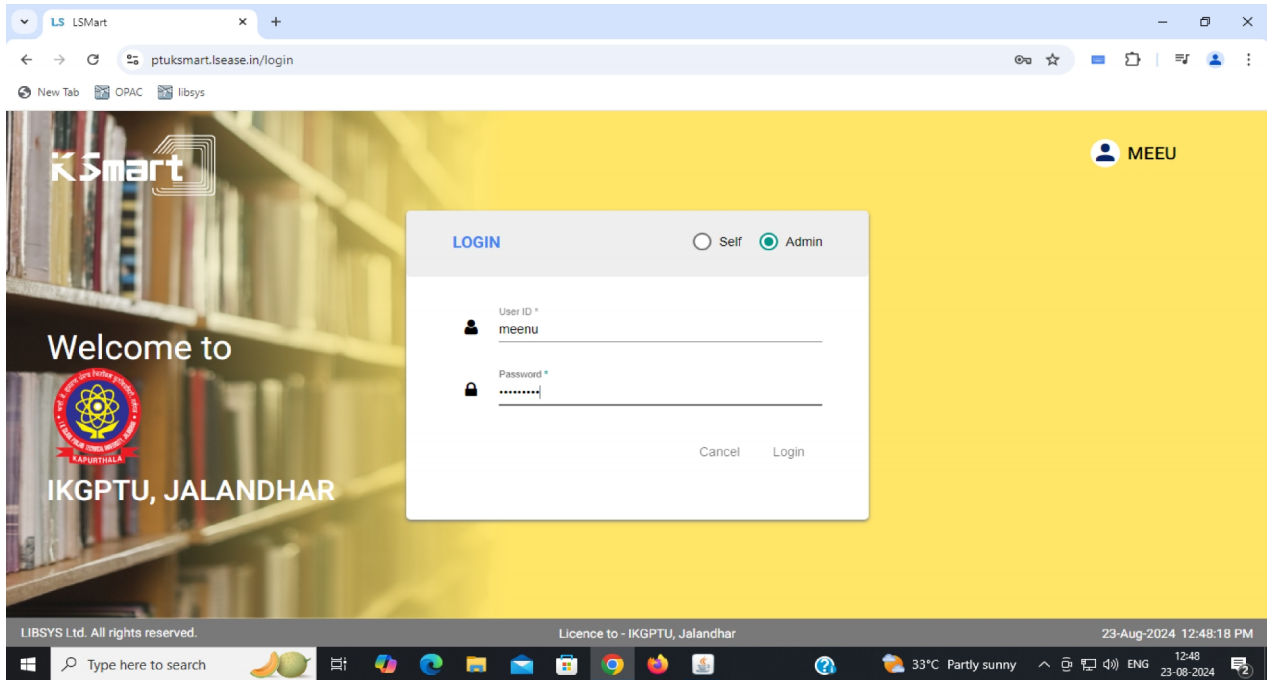 LS LSMart
ptuksmart.lsease.in/login
New Tab OPAC libsys
KSmart
MEEU
LOGIN Self Admin
User ID *
meenu
Password *
•••••••••
Cancel Login
Welcome to
KAPURTHALA
IKGPTU, JALANDHAR
LIBSYS Ltd. All rights reserved. Licence to - IKGPTU, Jalandhar 23-Aug-2024 12:48:18 PM
Type here to search 33°C Partly sunny ENG 12:48
23-08-2024
2